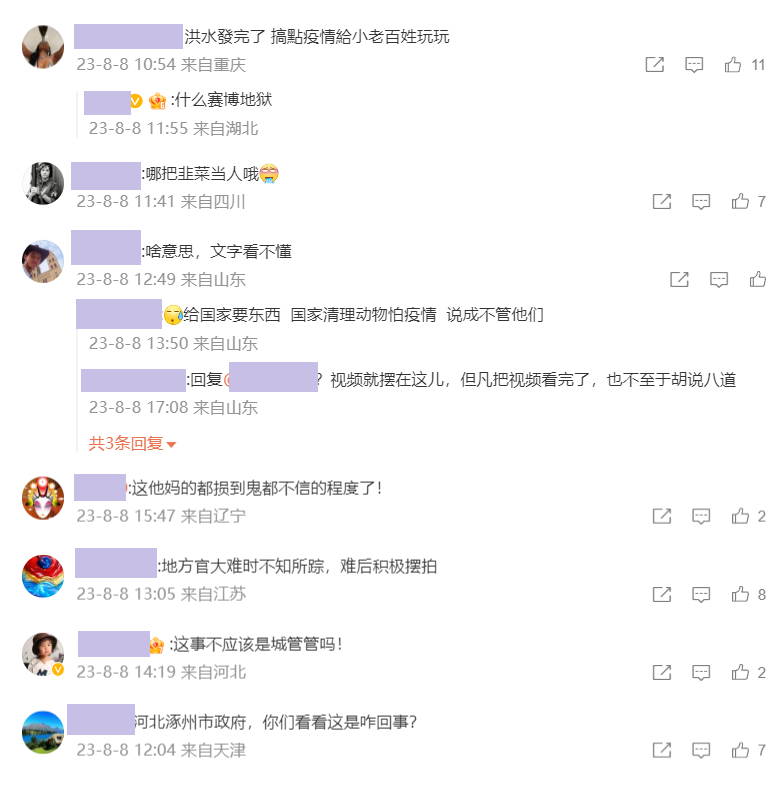 洪水發完了 搞點疫情給小老百姓玩玩
23-8-8 10:54 来自重庆
11
:什么赛博地狱
23-8-8 11:55 来自湖北
:哪把韭菜当人哦
23-8-8 11:41 来自四川
7
:啥意思，文字看不懂
23-8-8 12:49 来自山东
给国家要东西 国家清理动物怕疫情 说成不管他们
23-8-8 13:50 来自山东
:回复@ ? 视频就摆在这儿，但凡把视频看完了，也不至于胡说八道
23-8-8 17:08 来自山东
共3条回复
:这他妈的都损到鬼都不信的程度了！
23-8-8 15:47 来自辽宁
2
:地方官大难时不知所踪，难后积极摆拍
23-8-8 13:05 来自江苏
8
:这事不应该是城管管吗！
23-8-8 14:19 来自河北
2
河北涿州市政府，你们看看这是咋回事？
23-8-8 12:04 来自天津
7